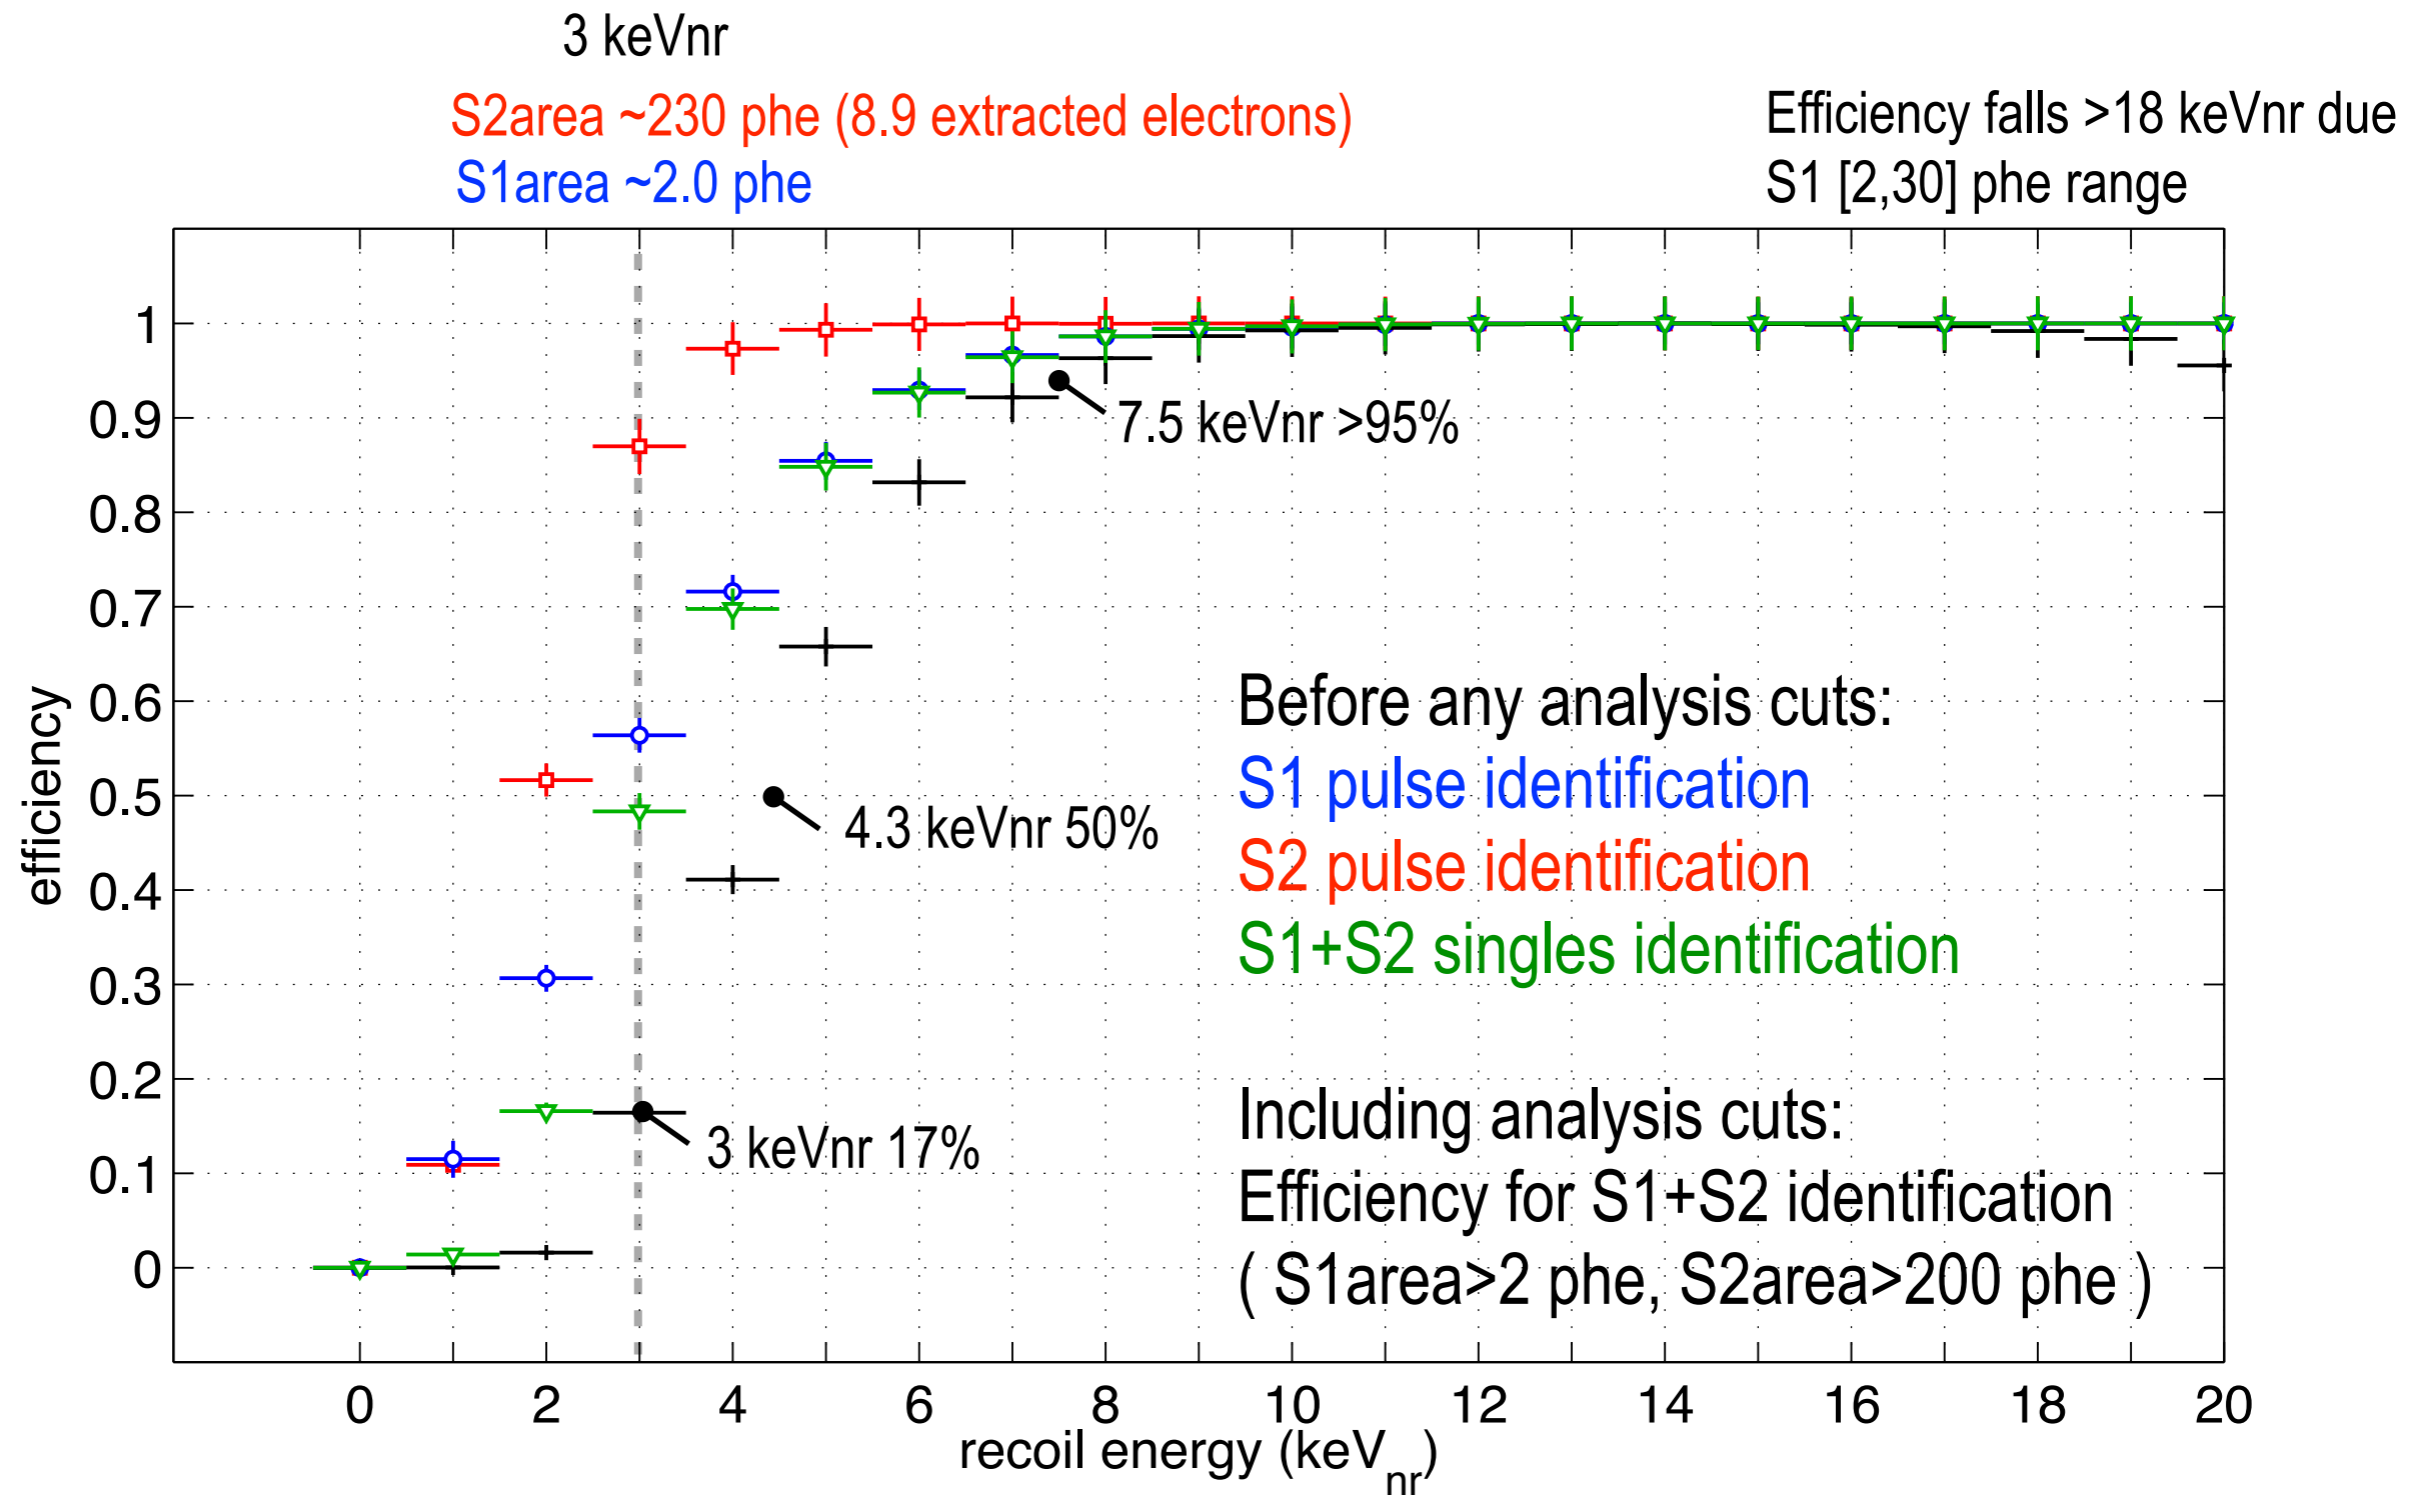 3 keVnr
S2area ~230 phe (8.9 extracted electrons)
S1area ~2.0 phe
Efficiency falls >18 keVnr due
S1 [2,30] phe range
1
0.9
0.8
0.7
0.6
0.5
0.4
0.3
0.2
0.1
0
efficiency
7.5 keVnr >95%
4.3 keVnr 50%
3 keVnr 17%
Before any analysis cuts:
S1 pulse identification
S2 pulse identification
S1+S2 singles identification
Including analysis cuts:
Efficiency for S1+S2 identification
( S1area>2 phe, S2area>200 phe )
0 2 4 6 8 10 12 14 16 18 20
recoil energy (keVnr)